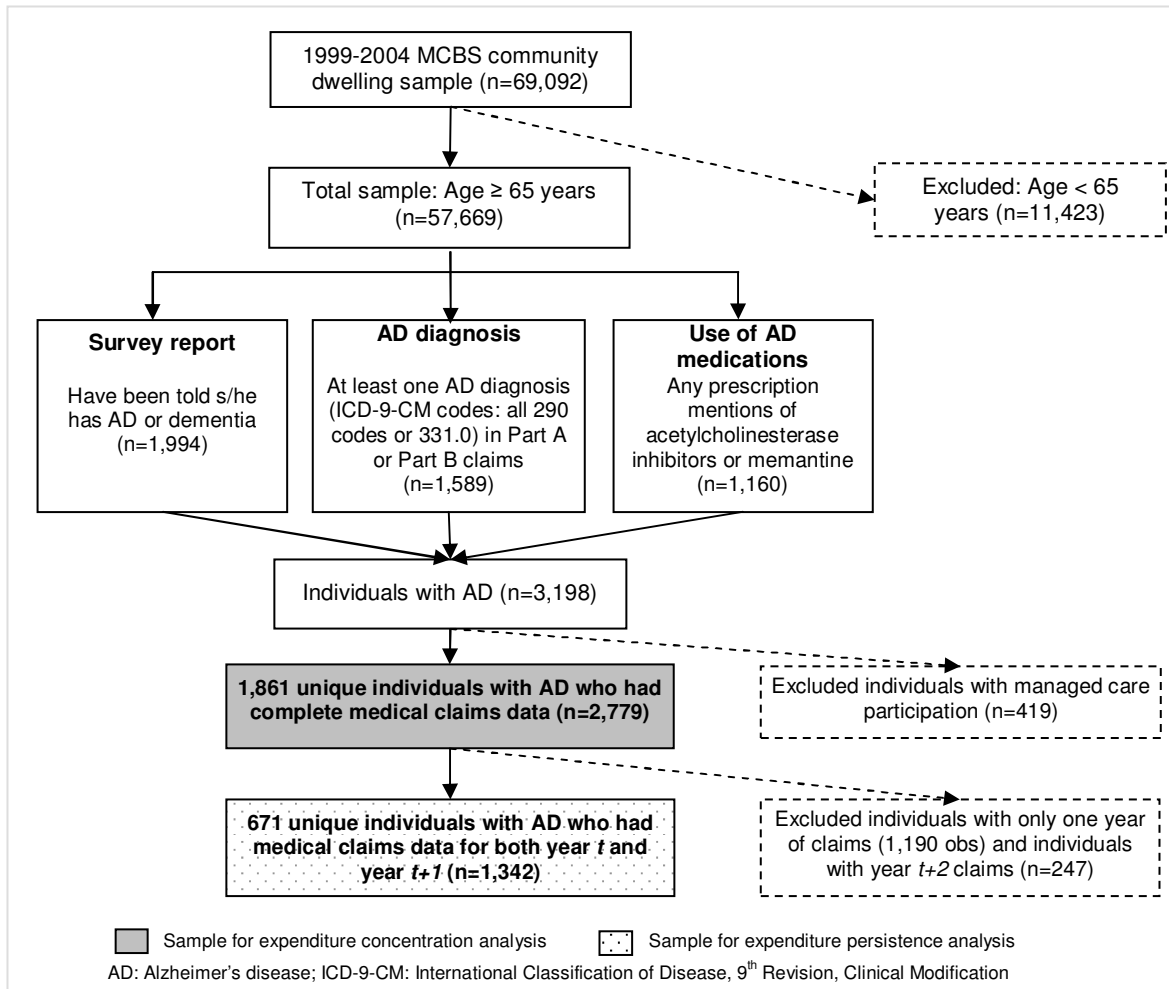 1999-2004 MCBS community
dwelling sample (n=69,092)
Total sample: Age ≥ 65 years
(n=57,669)
Excluded: Age < 65
years (n=11,423)
Survey report
Have been told s/he
has AD or dementia
(n=1,994)
AD diagnosis
At least one AD diagnosis
(ICD-9-CM codes: all 290
codes or 331.0) in Part A
or Part B claims
(n=1,589)
Use of AD
medications
Any prescription
mentions of
acetylcholinesterase
inhibitors or memantine
(n=1,160)
Individuals with AD (n=3,198)
1,861 unique individuals with AD who had
complete medical claims data (n=2,779)
Excluded individuals with managed care
participation (n=419)
671 unique individuals with AD who had
medical claims data for both year t and
year t+1 (n=1,342)
Excluded individuals with only one year
of claims (1,190 obs) and individuals
with year t+2 claims (n=247)
Sample for expenditure concentration analysis
Sample for expenditure persistence analysis
AD: Alzheimer's disease; ICD-9-CM: International Classification of Disease, 9th Revision, Clinical Modification